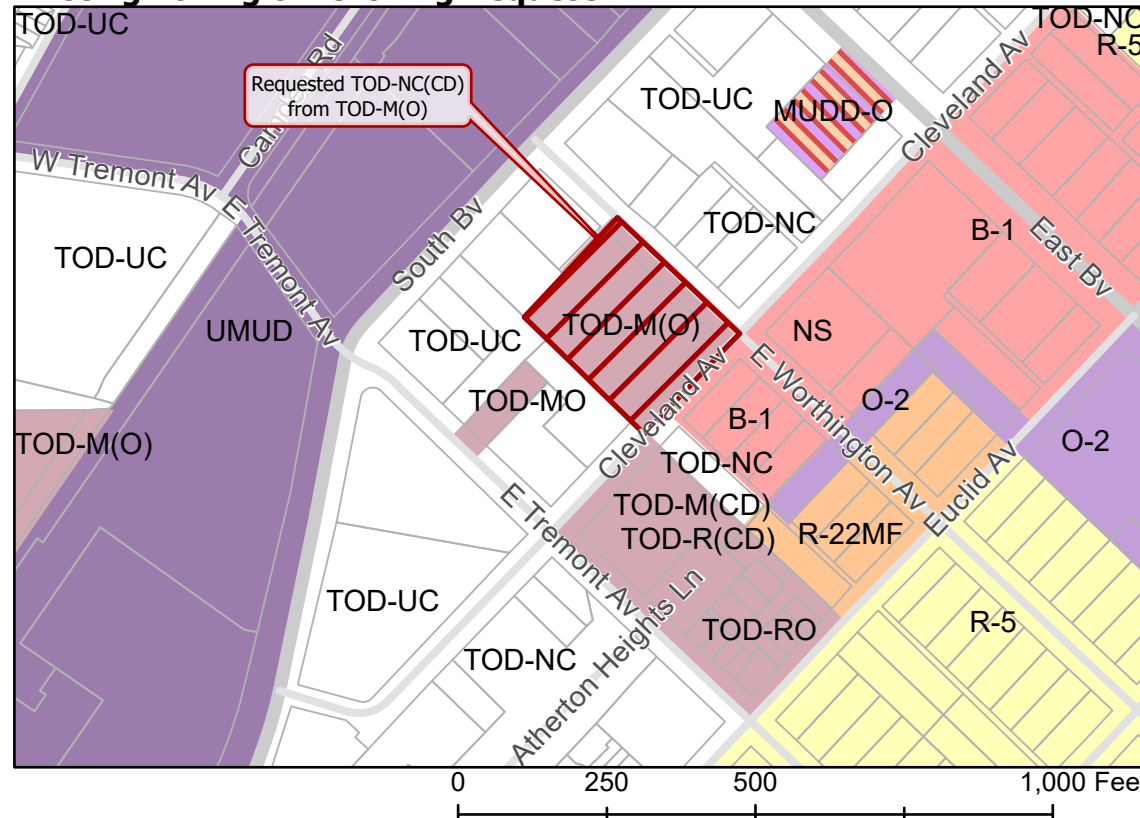 TOD-UC
TOD-NC
R-5
Camden Rd
Requested TOD-NC(CD)
from TOD-M(O)
TOD-UC
MUDD-O
Cleveland Av
W Tremont Av
E Tremont Av
South Bv
TOD-NC
B-1
East Bv
TOD-UC
UMUD
TOD-UC
TOD-M(O)
NS
E Worthington Av
TOD-MO
Cleveland Av
B-1
O-2
O-2
TOD-M(O)
TOD-NC
E Tremont Av
TOD-M(CD)
TOD-R(CD)
R-22MF
Euclid Av
TOD-UC
TOD-RO
R-5
TOD-NC
Atherton Heights Ln
0 250 500 1,000 Fee